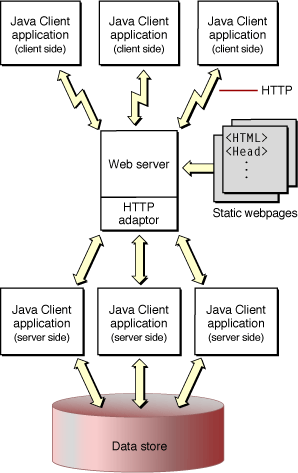 Java Client
application
(client side)
Java Client
application
(client side)
Java Client
application
(client side)
HTTP
Web server
<HTML>
<Head>
HTTP
adaptor
Static webpages
Java Client
application
(server side)
Java Client
application
(server side)
Java Client
application
(server side)
Data store